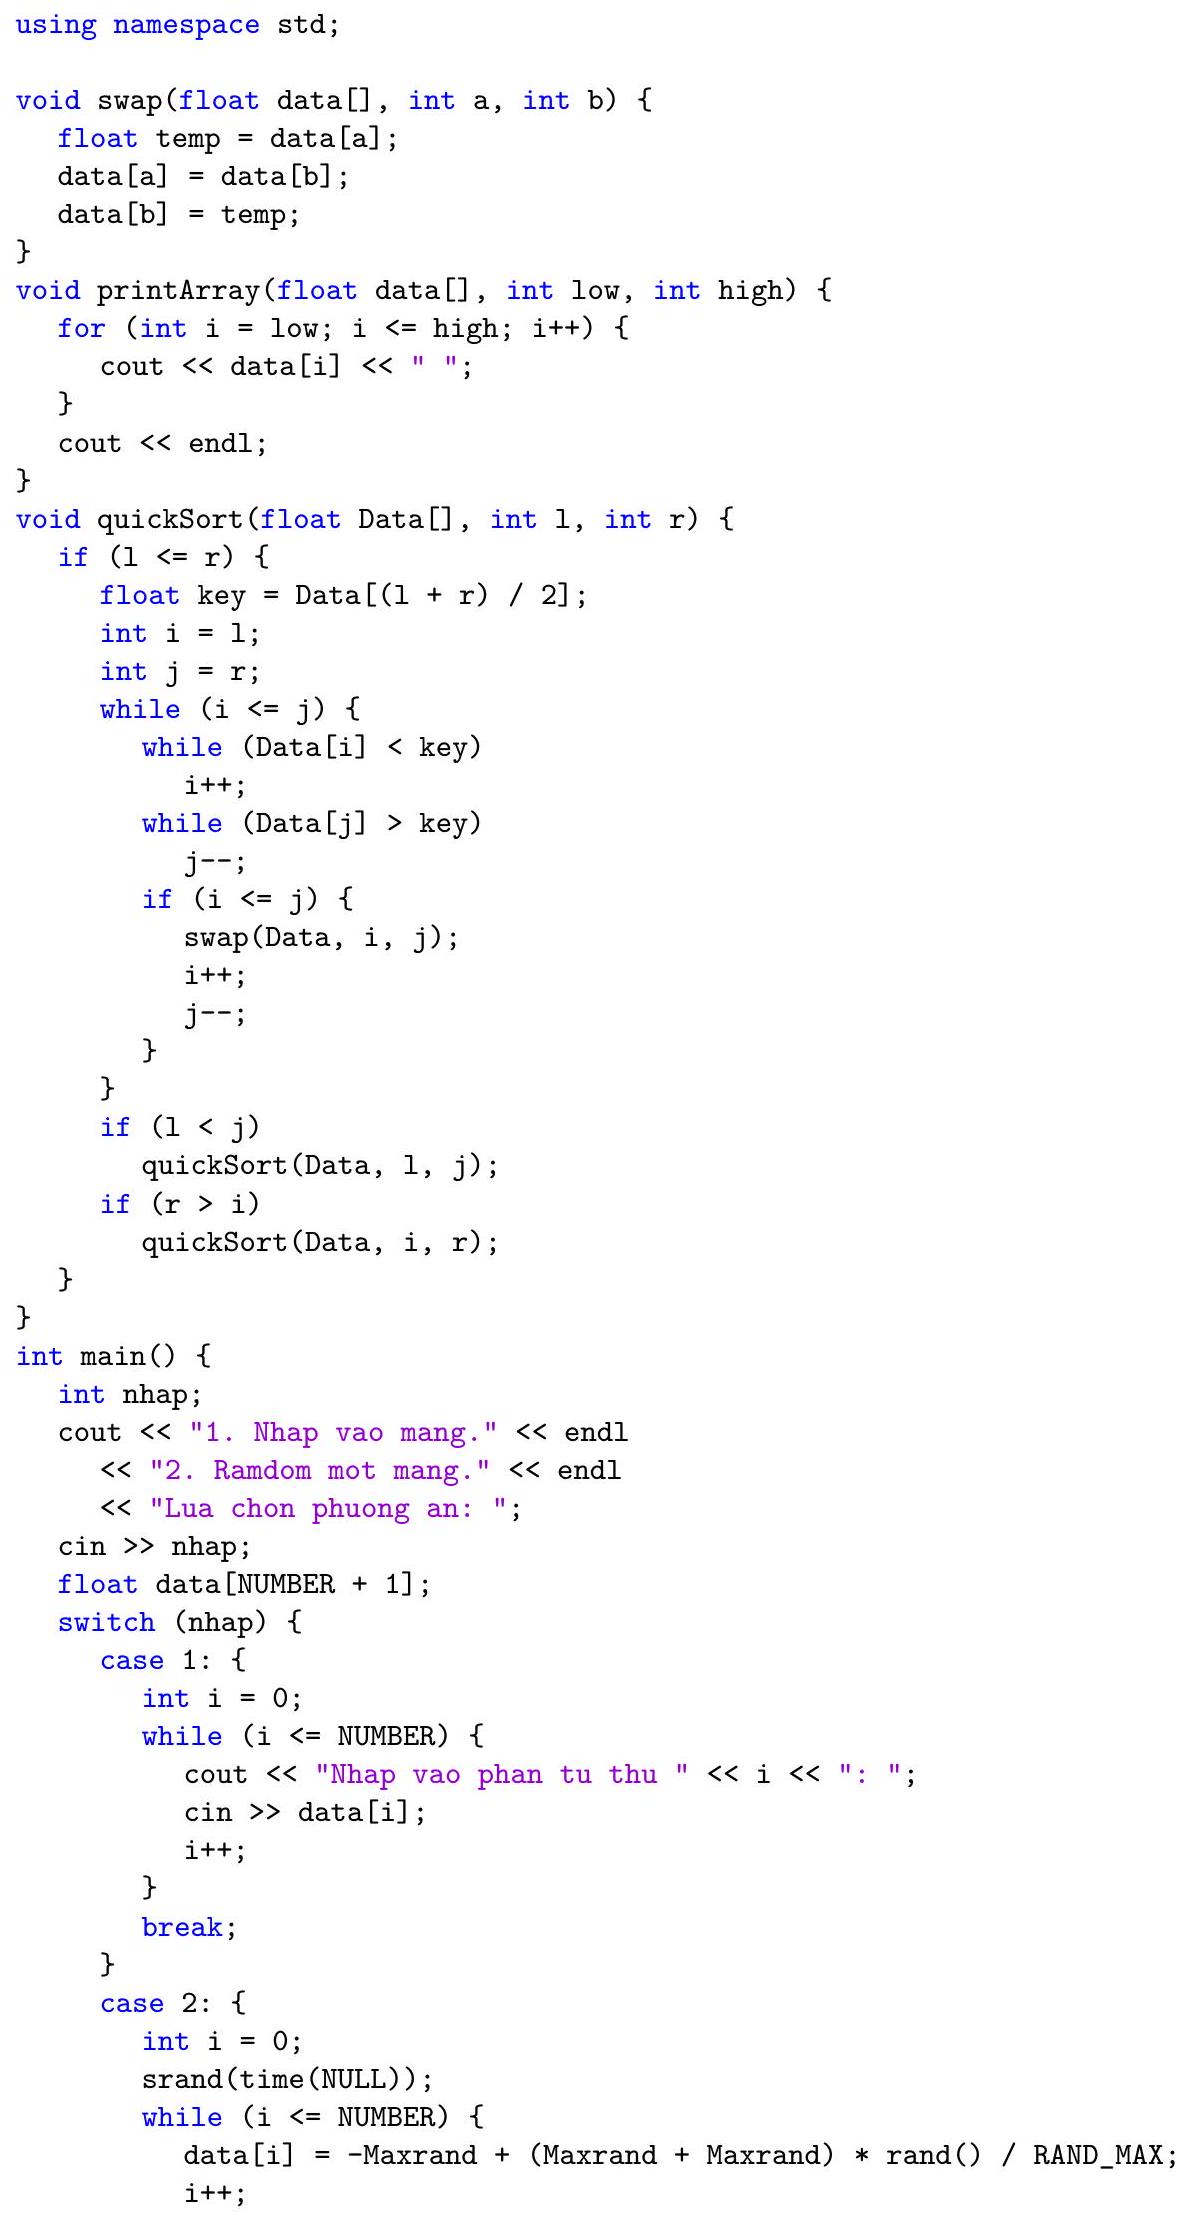 using namespace std;

void swap(float data[], int a, int b) {
   float temp = data[a];
   data[a] = data[b];
   data[b] = temp;
}
void printArray(float data[], int low, int high) {
   for (int i = low; i <= high; i++) {
      cout << data[i] << " ";
   }
   cout << endl;
}
void quickSort(float Data[], int l, int r) {
   if (l <= r) {
      float key = Data[(l + r) / 2];
      int i = l;
      int j = r;
      while (i <= j) {
         while (Data[i] < key)
            i++;
         while (Data[j] > key)
            j--;
         if (i <= j) {
            swap(Data, i, j);
            i++;
            j--;
         }
      }
      if (l < j)
         quickSort(Data, l, j);
      if (r > i)
         quickSort(Data, i, r);
   }
}
int main() {
   int nhap;
   cout << "1. Nhap vao mang." << endl
      << "2. Ramdom mot mang." << endl
      << "Lua chon phuong an: ";
   cin >> nhap;
   float data[NUMBER + 1];
   switch (nhap) {
      case 1: {
         int i = 0;
         while (i <= NUMBER) {
            cout << "Nhap vao phan tu thu " << i << ": ";
            cin >> data[i];
            i++;
         }
         break;
      }
      case 2: {
         int i = 0;
         srand(time(NULL));
         while (i <= NUMBER) {
            data[i] = -Maxrand + (Maxrand + Maxrand) * rand() / RAND_MAX;
            i++;